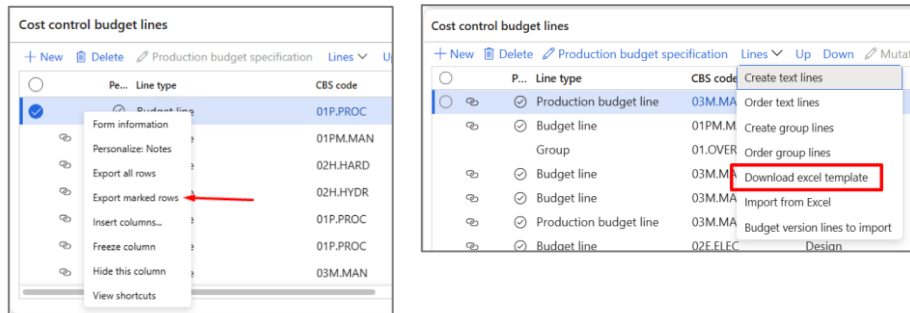 Cost control budget lines
+ New Delete Production budget specification Lines U
Pe... Line type CBS code
Budget line 01P.PROC
01PM.MAN
02H.HARD
02H.HYDR
01P.PROC
01P.PROC
03M.MAN
Form information
Personalize: Notes
Export all rows
Export marked rows
Insert columns...
Freeze column
Hide this column
View shortcuts
Cost control budget lines
+ New Delete Production budget specification Lines Up Down Mutat
P... Line type CBS code
Production budget line 03M.MA
Budget line 01PM.M
Group 01.OVER
Budget line 03M.MA
Budget line 03M.MA
Production budget line 03M.MA
Budget line 02E.ELEC Design
Create text lines
Order text lines
Create group lines
Order group lines
Download excel template
Import from Excel
Budget version lines to import